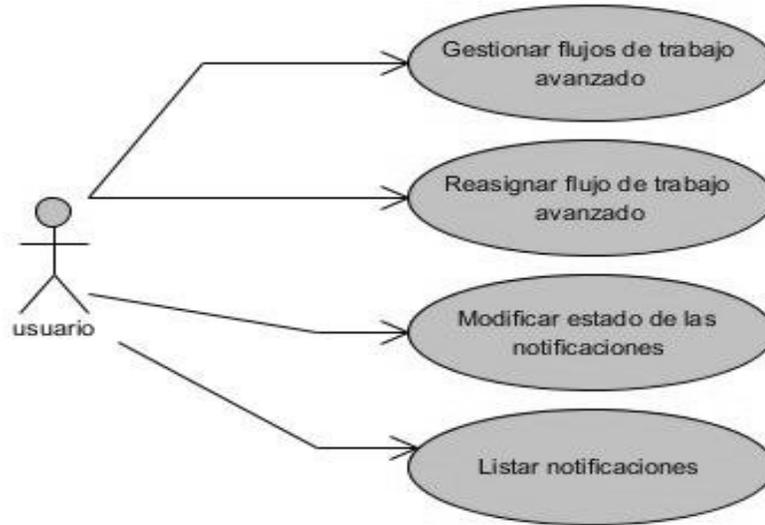 Gestionar flujos de trabajo
avanzado
Reasignar flujo de trabajo
avanzado
usuario
Modificar estado de las
notificaciones
Listar notificaciones